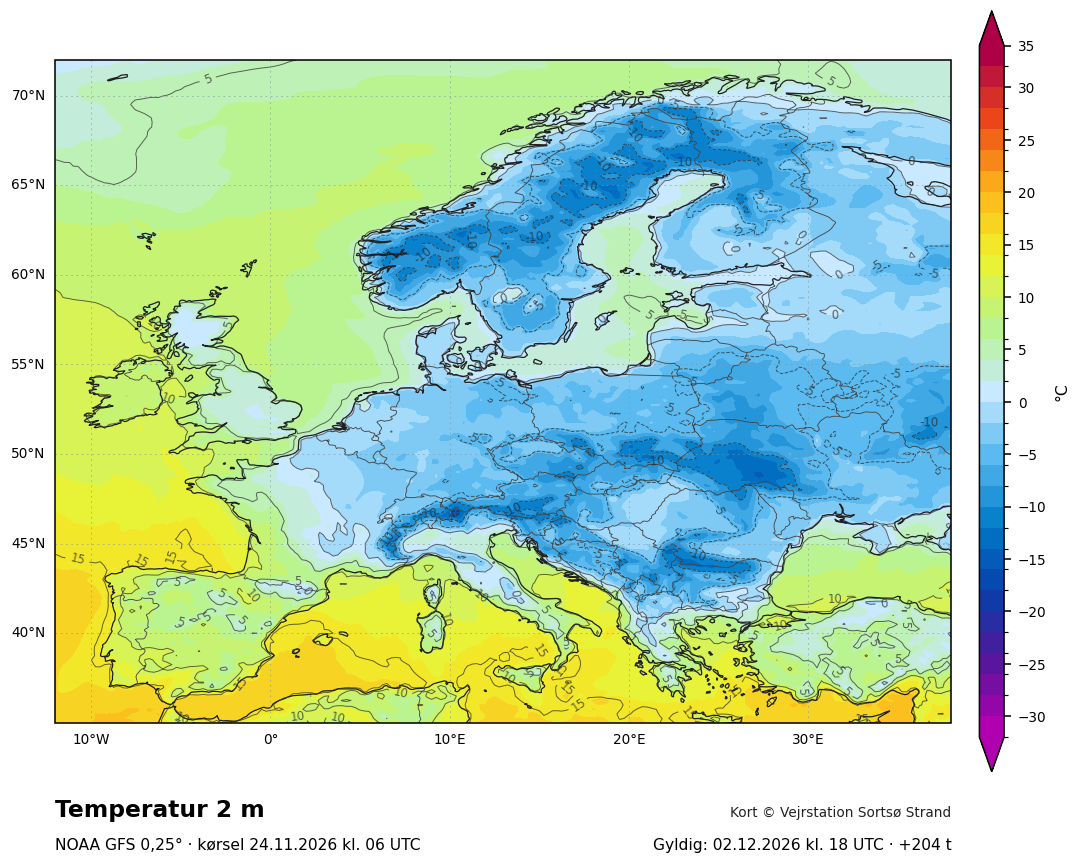 70°N
65°N
60°N
55°N
50°N
45°N
40°N
10°W
0°
10°E
20°E
30°E
35
30
25
20
15
10
5
0
−5
−10
−15
−20
−25
−30
°C
Temperatur 2 m
Kort © Vejrstation Sortsø Strand
NOAA GFS 0,25° · kørsel 24.11.2026 kl. 06 UTC
Gyldig: 02.12.2026 kl. 18 UTC · +204 t